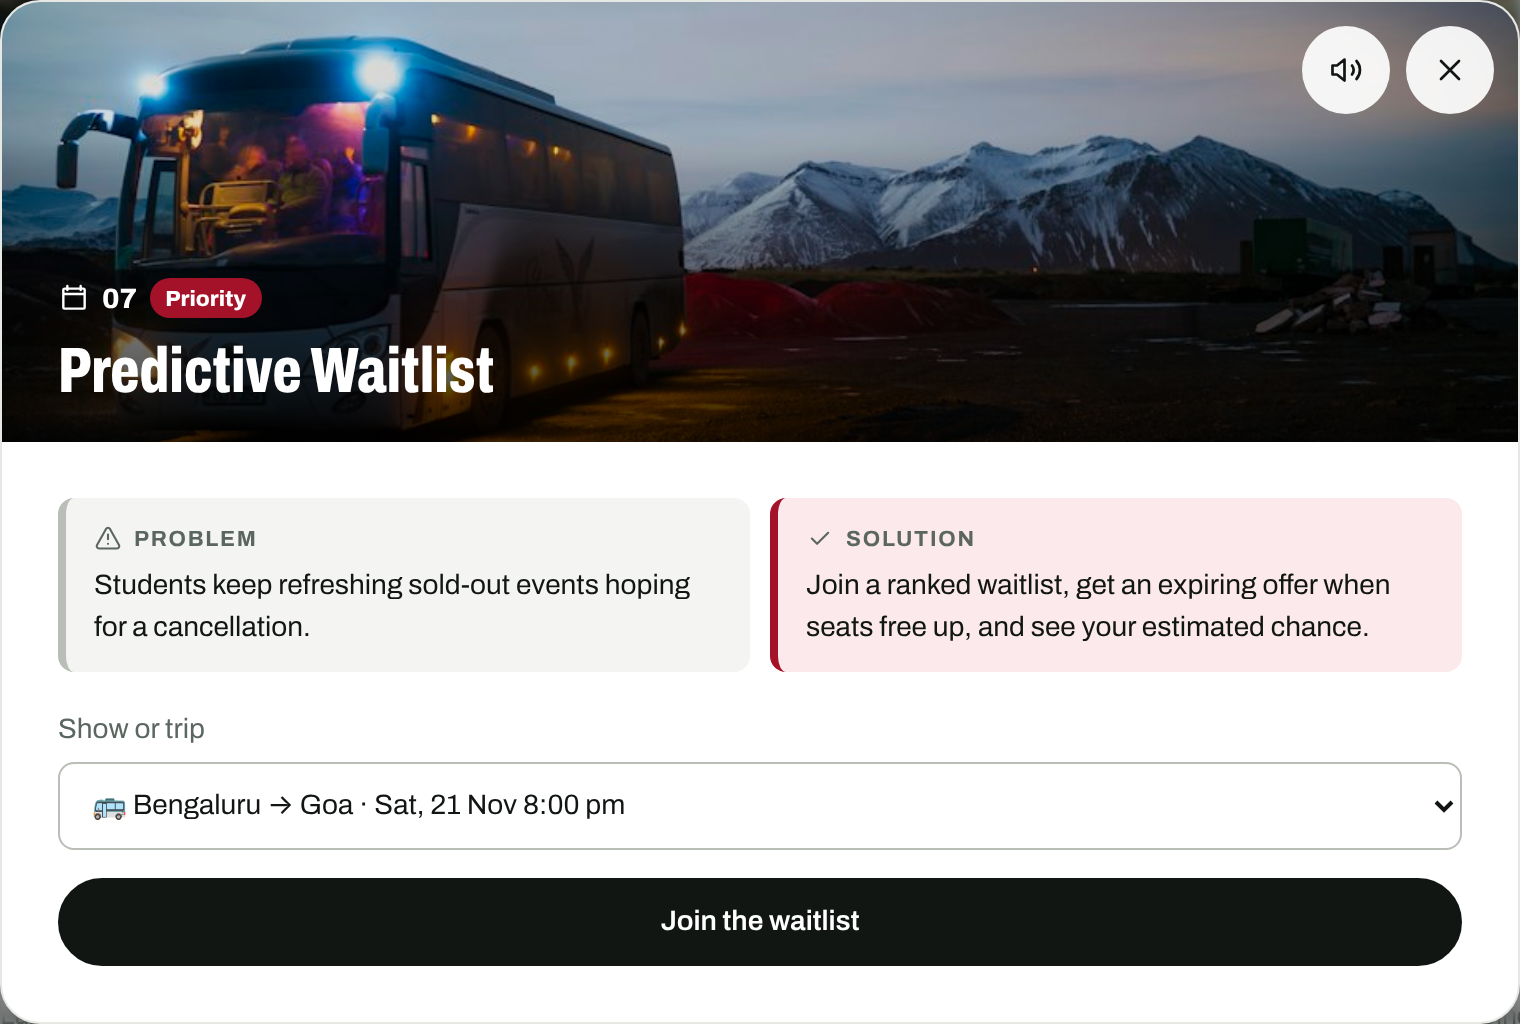 07 Priority
Predictive Waitlist
PROBLEM
Students keep refreshing sold-out events hoping
for a cancellation.
SOLUTION
Join a ranked waitlist, get an expiring offer when
seats free up, and see your estimated chance.
Show or trip
Bengaluru → Goa · Sat, 21 Nov 8:00 pm
Join the waitlist